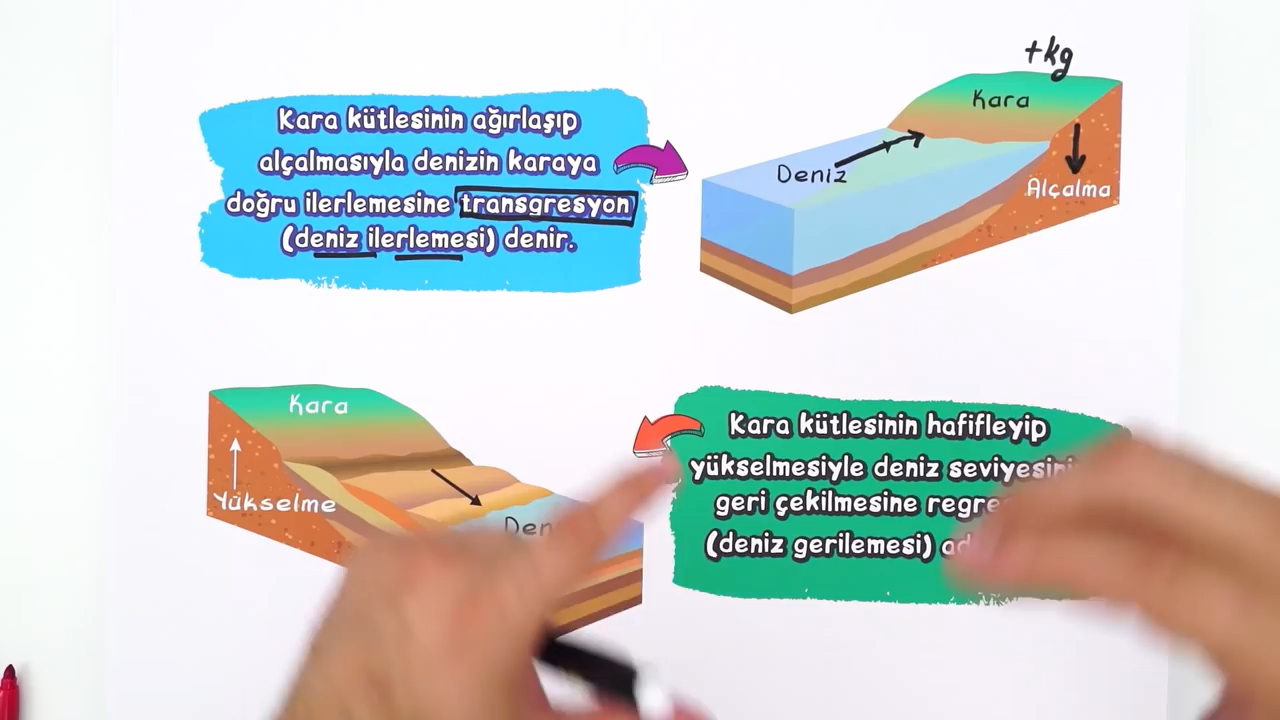 Kara kütlesinin ağırlaşıp
alçalmasıyla denizin karaya
doğru ilerlemesine transgresyon
(deniz ilerlemesi) denir.
+kg
Kara
Deniz
Alçalma
Kara
Yükselme
Kara kütlesinin hafifleyip
yükselmesiyle deniz
geri çekilmesine
(deniz gerilemesi)